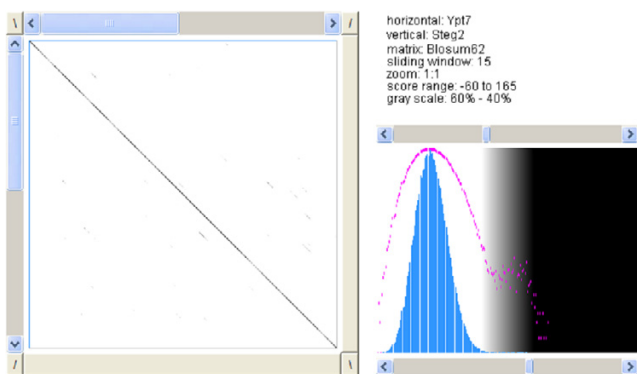 horizontal: Ypt7
vertical: Steg2
matrix: Blosum62
sliding window: 15
zoom: 1:1
score range: -60 to 165
gray scale: 60% - 40%